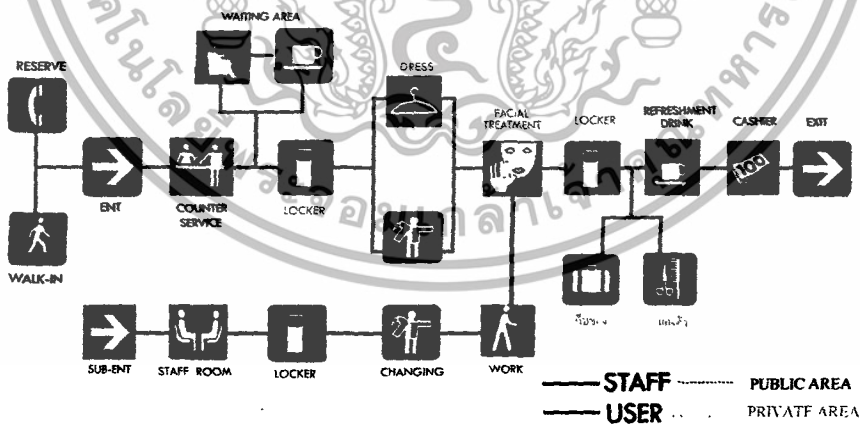 WAITING AREA
RESERVE
DRESS
FACIAL
TREATMENT
LOCKER
REFRESHMENT
DRINK
CASHIER
EXIT
100
ENT
COUNTER
SERVICE
LOCKER
WALK-IN
SUB-ENT
STAFF ROOM
LOCKER
CHANGING
WORK
STAFF
PUBLIC AREA
USER
PRIVATE AREA